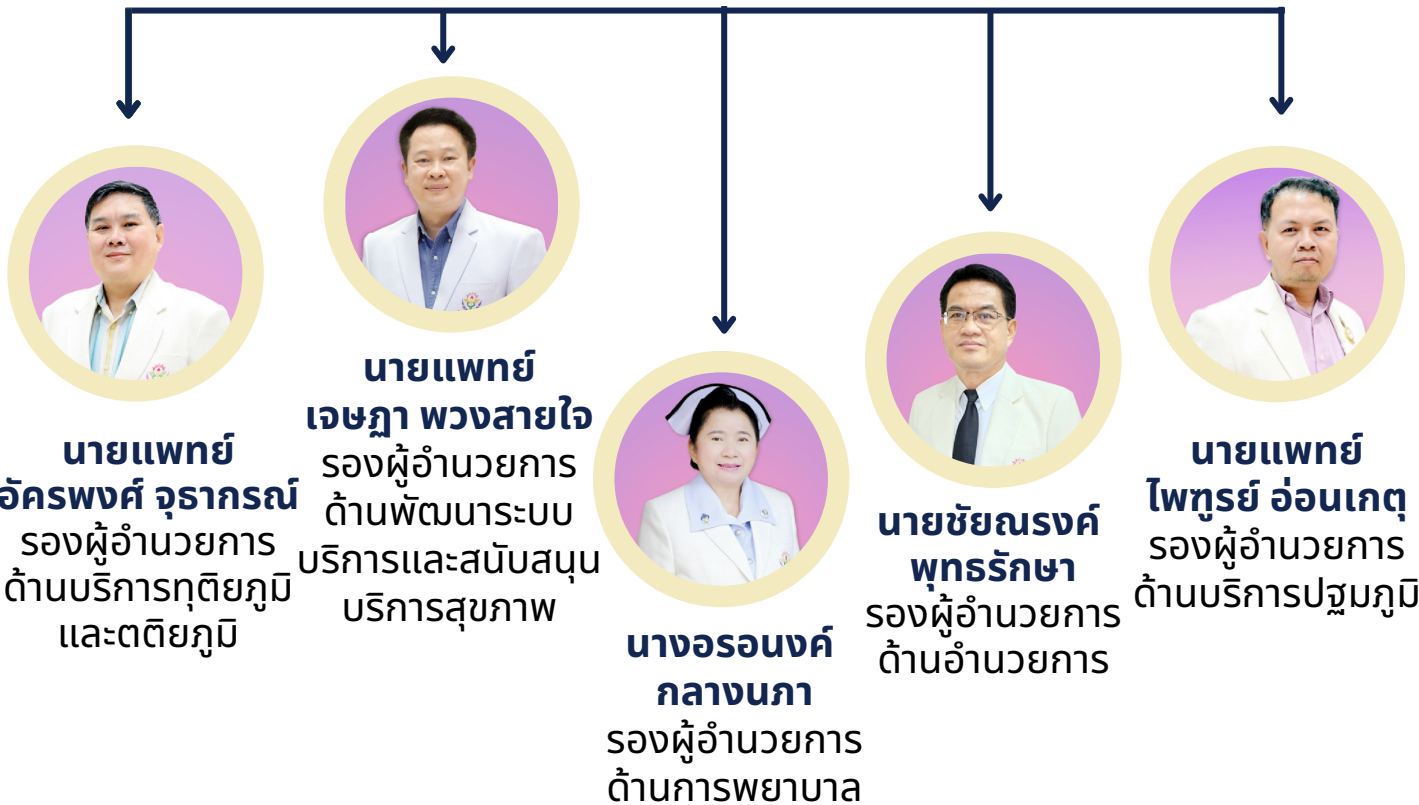 นายแพทย์
อัครพงศ์ จุธากรณ์
รองผู้อำนวยการ
ด้านบริการทุติยภูมิ
และตติยภูมิ
นายแพทย์
เจษฎา พวงสายใจ
รองผู้อำนวยการ
ด้านพัฒนาระบบ
บริการและสนับสนุน
บริการสุขภาพ
นางอรอนงค์
กลางนภา
รองผู้อำนวยการ
ด้านการพยาบาล
นายชัยณรงค์
พุทธรักษา
รองผู้อำนวยการ
ด้านอำนวยการ
นายแพทย์
ไพฑูรย์ อ่อนเกตุ
รองผู้อำนวยการ
ด้านบริการปฐมภูมิ